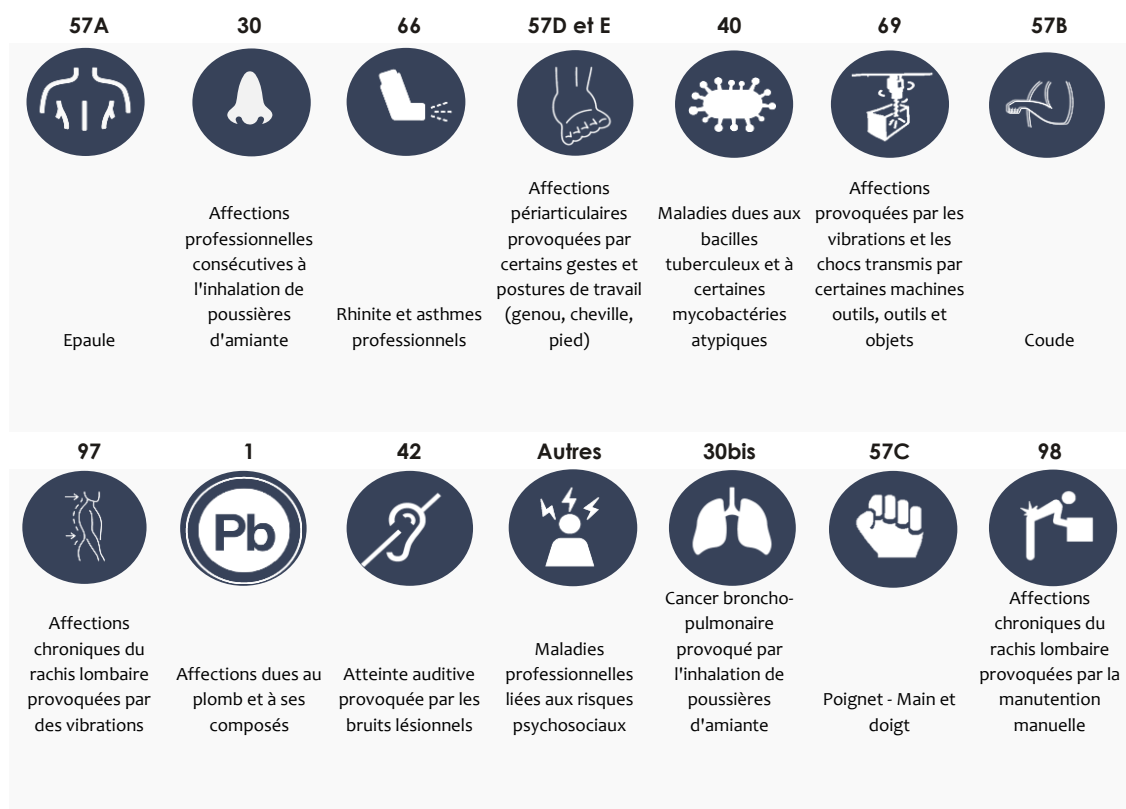 57A
30
66
57D et E
40
69
57B
Epaule
Affections
professionnelles
consécutives à
l'inhalation de
poussières
d'amiante
Rhinite et asthmes
professionnels
Affections
périarticulaires
provoquées par
certains gestes et
postures de travail
(genou, cheville,
pied)
Maladies dues aux
bacilles
tuberculeux et à
certaines
mycobactéries
atypiques
Affections
provoquées par les
vibrations et les
chocs transmis par
certaines machines
outils, outils et
objets
Coude
97
1
42
Autres
30bis
57C
98
Pb
Affections
chroniques du
rachis lombaire
provoquées par
des vibrations
Affections dues au
plomb et à ses
composés
Atteinte auditive
provoquée par les
bruits lésionnels
Maladies
professionnelles
liées aux risques
psychosociaux
Cancer broncho-
pulmonaire
provoqué par
l'inhalation de
poussières
d'amiante
Poignet - Main et
doigt
Affections
chroniques du
rachis lombaire
provoquées par la
manutention
manuelle